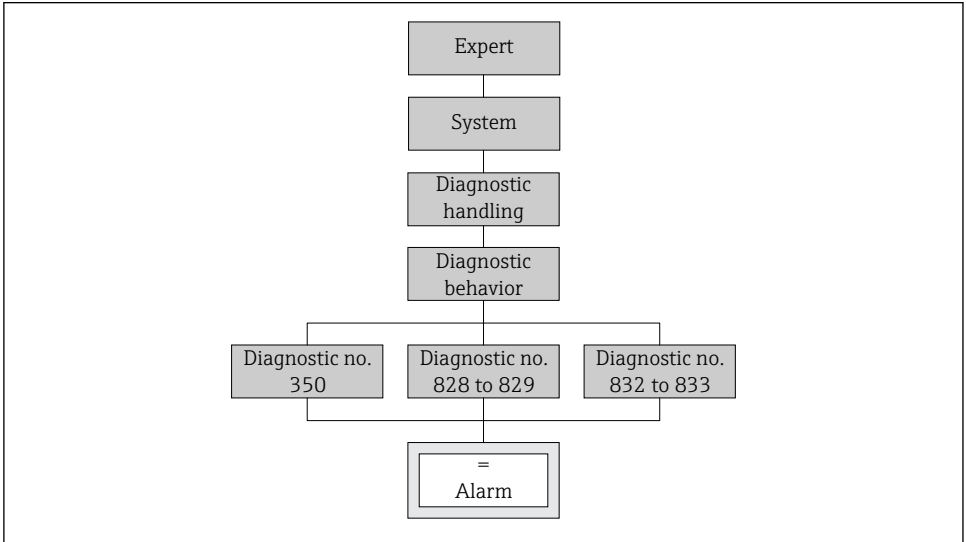 Expert
System
Diagnostic
handling
Diagnostic
behavior
Diagnostic no.
350
Diagnostic no.
828 to 829
Diagnostic no.
832 to 833
=
Alarm